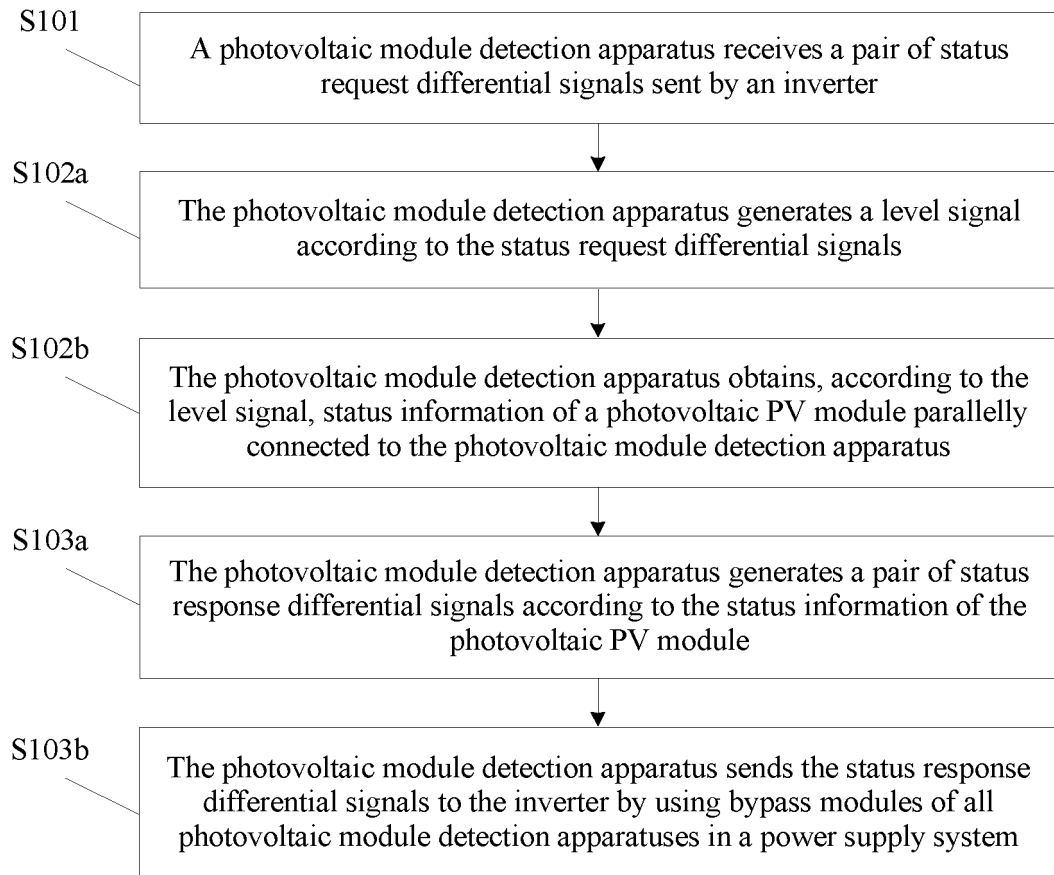 S101
A photovoltaic module detection apparatus receives a pair of status
request differential signals sent by an inverter
S102a
The photovoltaic module detection apparatus generates a level signal
according to the status request differential signals
S102b
The photovoltaic module detection apparatus obtains, according to the
level signal, status information of a photovoltaic PV module parallelly
connected to the photovoltaic module detection apparatus
S103a
The photovoltaic module detection apparatus generates a pair of status
response differential signals according to the status information of the
photovoltaic PV module
S103b
The photovoltaic module detection apparatus sends the status response
differential signals to the inverter by using bypass modules of all
photovoltaic module detection apparatuses in a power supply system